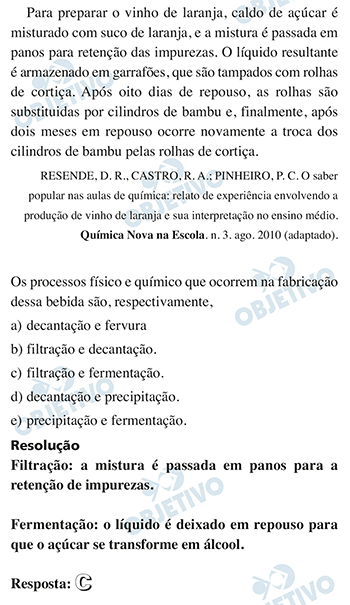 Para preparar o vinho de laranja, caldo de açúcar é
misturado com suco de laranja, e a mistura é passada em
panos para retenção das impurezas. O líquido resultante
é armazenado em garrafões, que são tampados com rolhas
de cortiça. Após oito dias de repouso, as rolhas são
substituidas por cilindros de bambu e, finalmente, após
dois meses em repouso ocorre novamente a troca dos
cilindros de bambu pelas rolhas de cortiça.
RESENDE, D. R., CASTRO, R. A.; PINHEIRO, P. C. O saber
popular nas aulas de química: relato de experiência envolvendo a
produção de vinho de laranja e sua interpretação no ensino médio.
Química Nova na Escola. n. 3. ago. 2010 (adaptado).
Os processos físico e químico que ocorrem na fabricação
dessa bebida são, respectivamente,
a) decantação e fervura
b) filtração e decantação.
c) filtração e fermentação.
d) decantação e precipitação.
e) precipitação e fermentação.
Resolução
Filtração: a mistura é passada em panos para a
retenção de impurezas.
Fermentação: o líquido é deixado em repouso para
que o açúcar se transforme em álcool.
Resposta: C
OBJETIVO
OBJETIVO
OBJETIVO
OBJETIVO
OBJETIVO